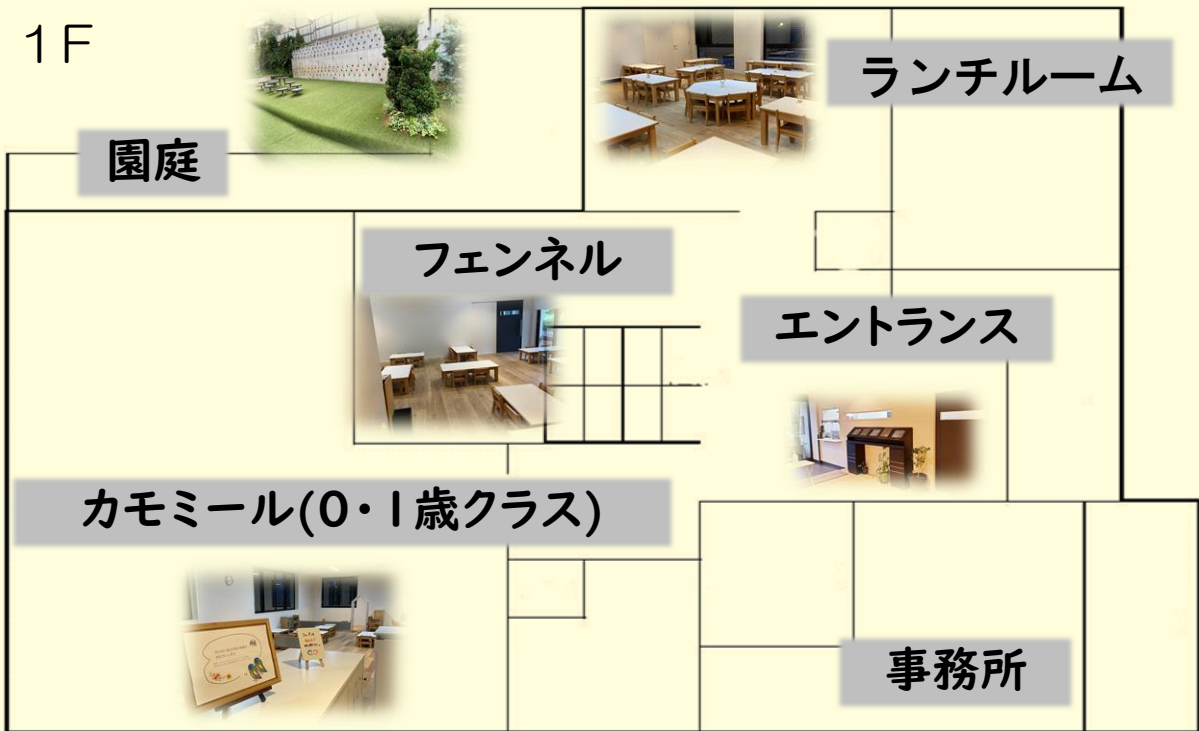 1F
ランチルーム
園庭
フェンネル
エントランス
カモミール(0・1歳クラス)
事務所